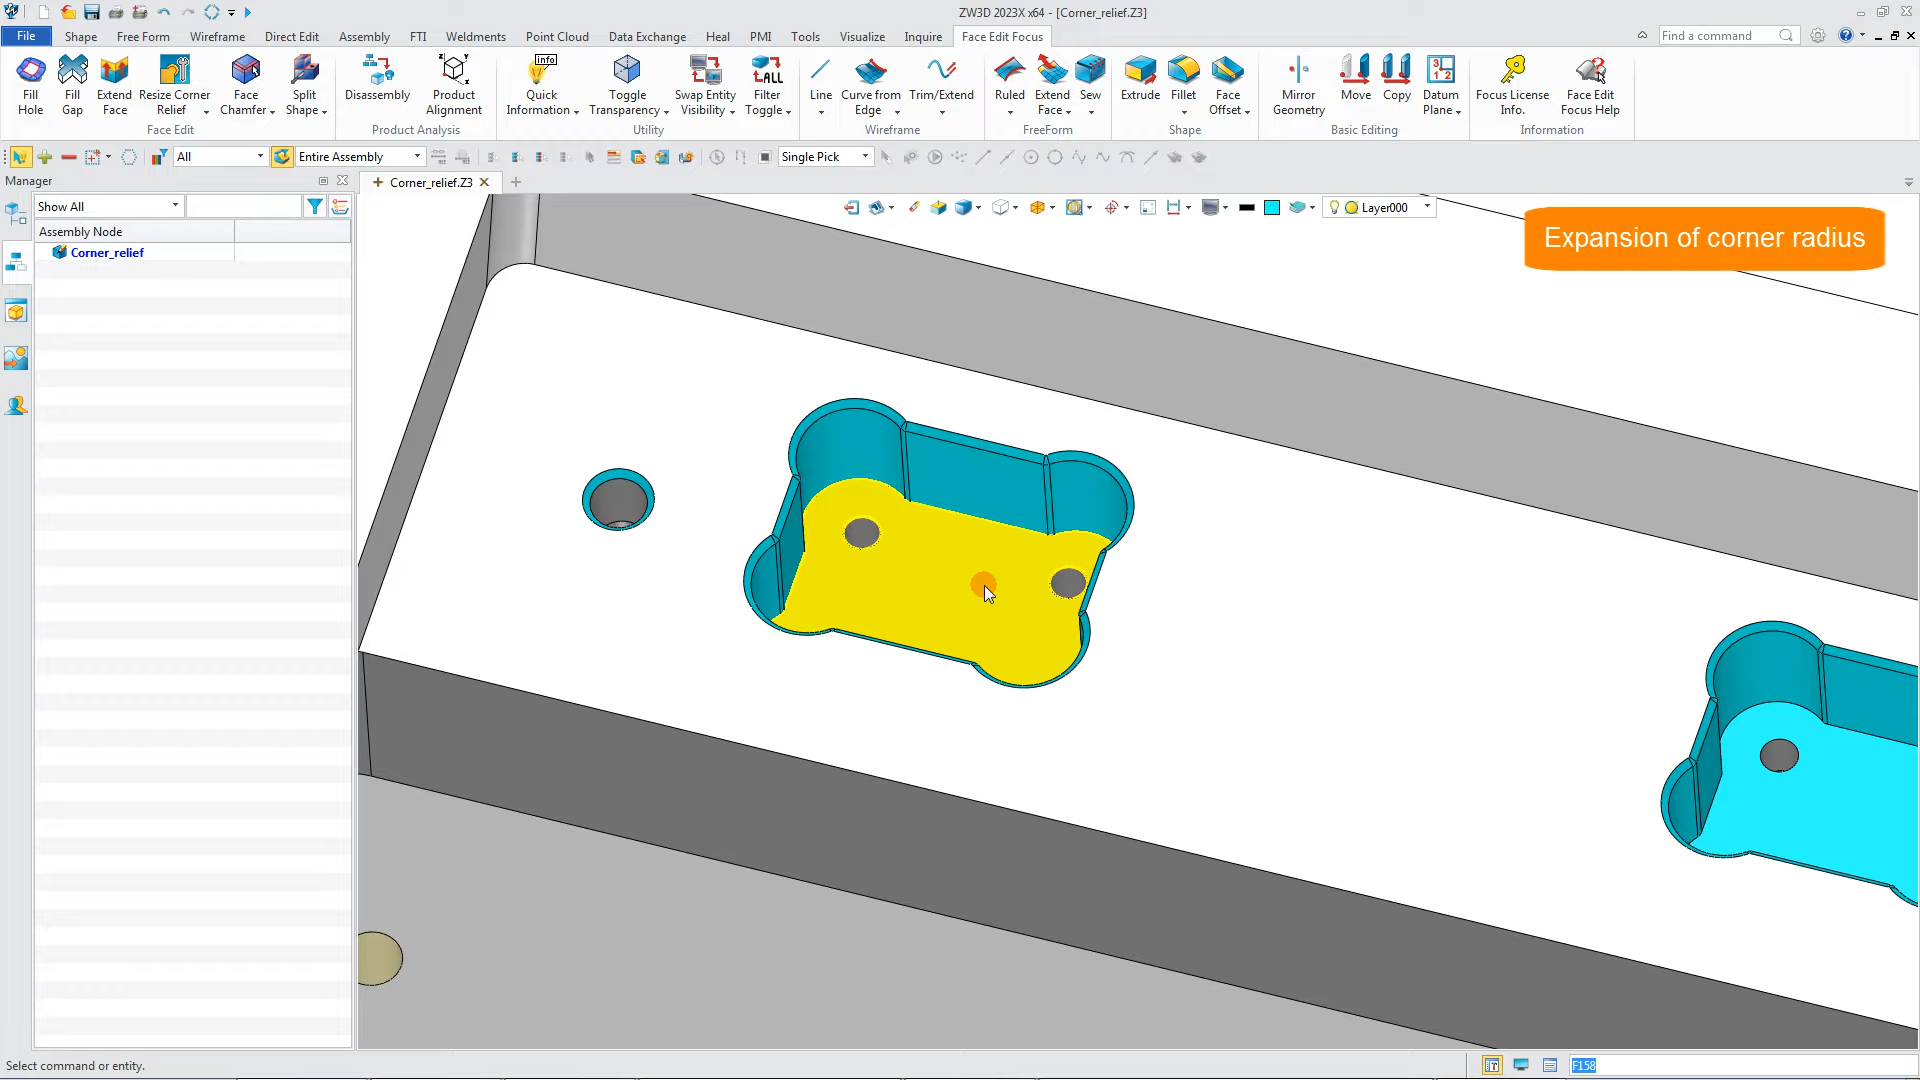 ZW3D 2023X x64 - [Corner_relief.Z3]
File Shape Free Form Wireframe Direct Edit Assembly FTI Weldments Point Cloud Data Exchange Heal PMI Tools Visualize Inquire Face Edit Focus Find a command
Fill Hole
Fill Gap
Extend Face
Resize Corner Relief
Face Chamfer
Split Shape
Face Edit
Disassembly
Product Alignment
Product Analysis
info
Quick Information
Toggle Transparency
Swap Entity Visibility
ALL
Filter Toggle
Utility
Line
Curve from Edge
Trim/Extend
Wireframe
Ruled
Extend Face
Sew
FreeForm
Extrude
Fillet
Face Offset
Shape
Mirror Geometry
Move
Copy
Datum Plane
Basic Editing
Focus License Info.
Face Edit Focus Help
Information
All Entire Assembly Single Pick
Manager
Corner_relief.Z3
Show All
Layer000
Assembly Node
Corner_relief
Expansion of corner radius
Select command or entity.
F158